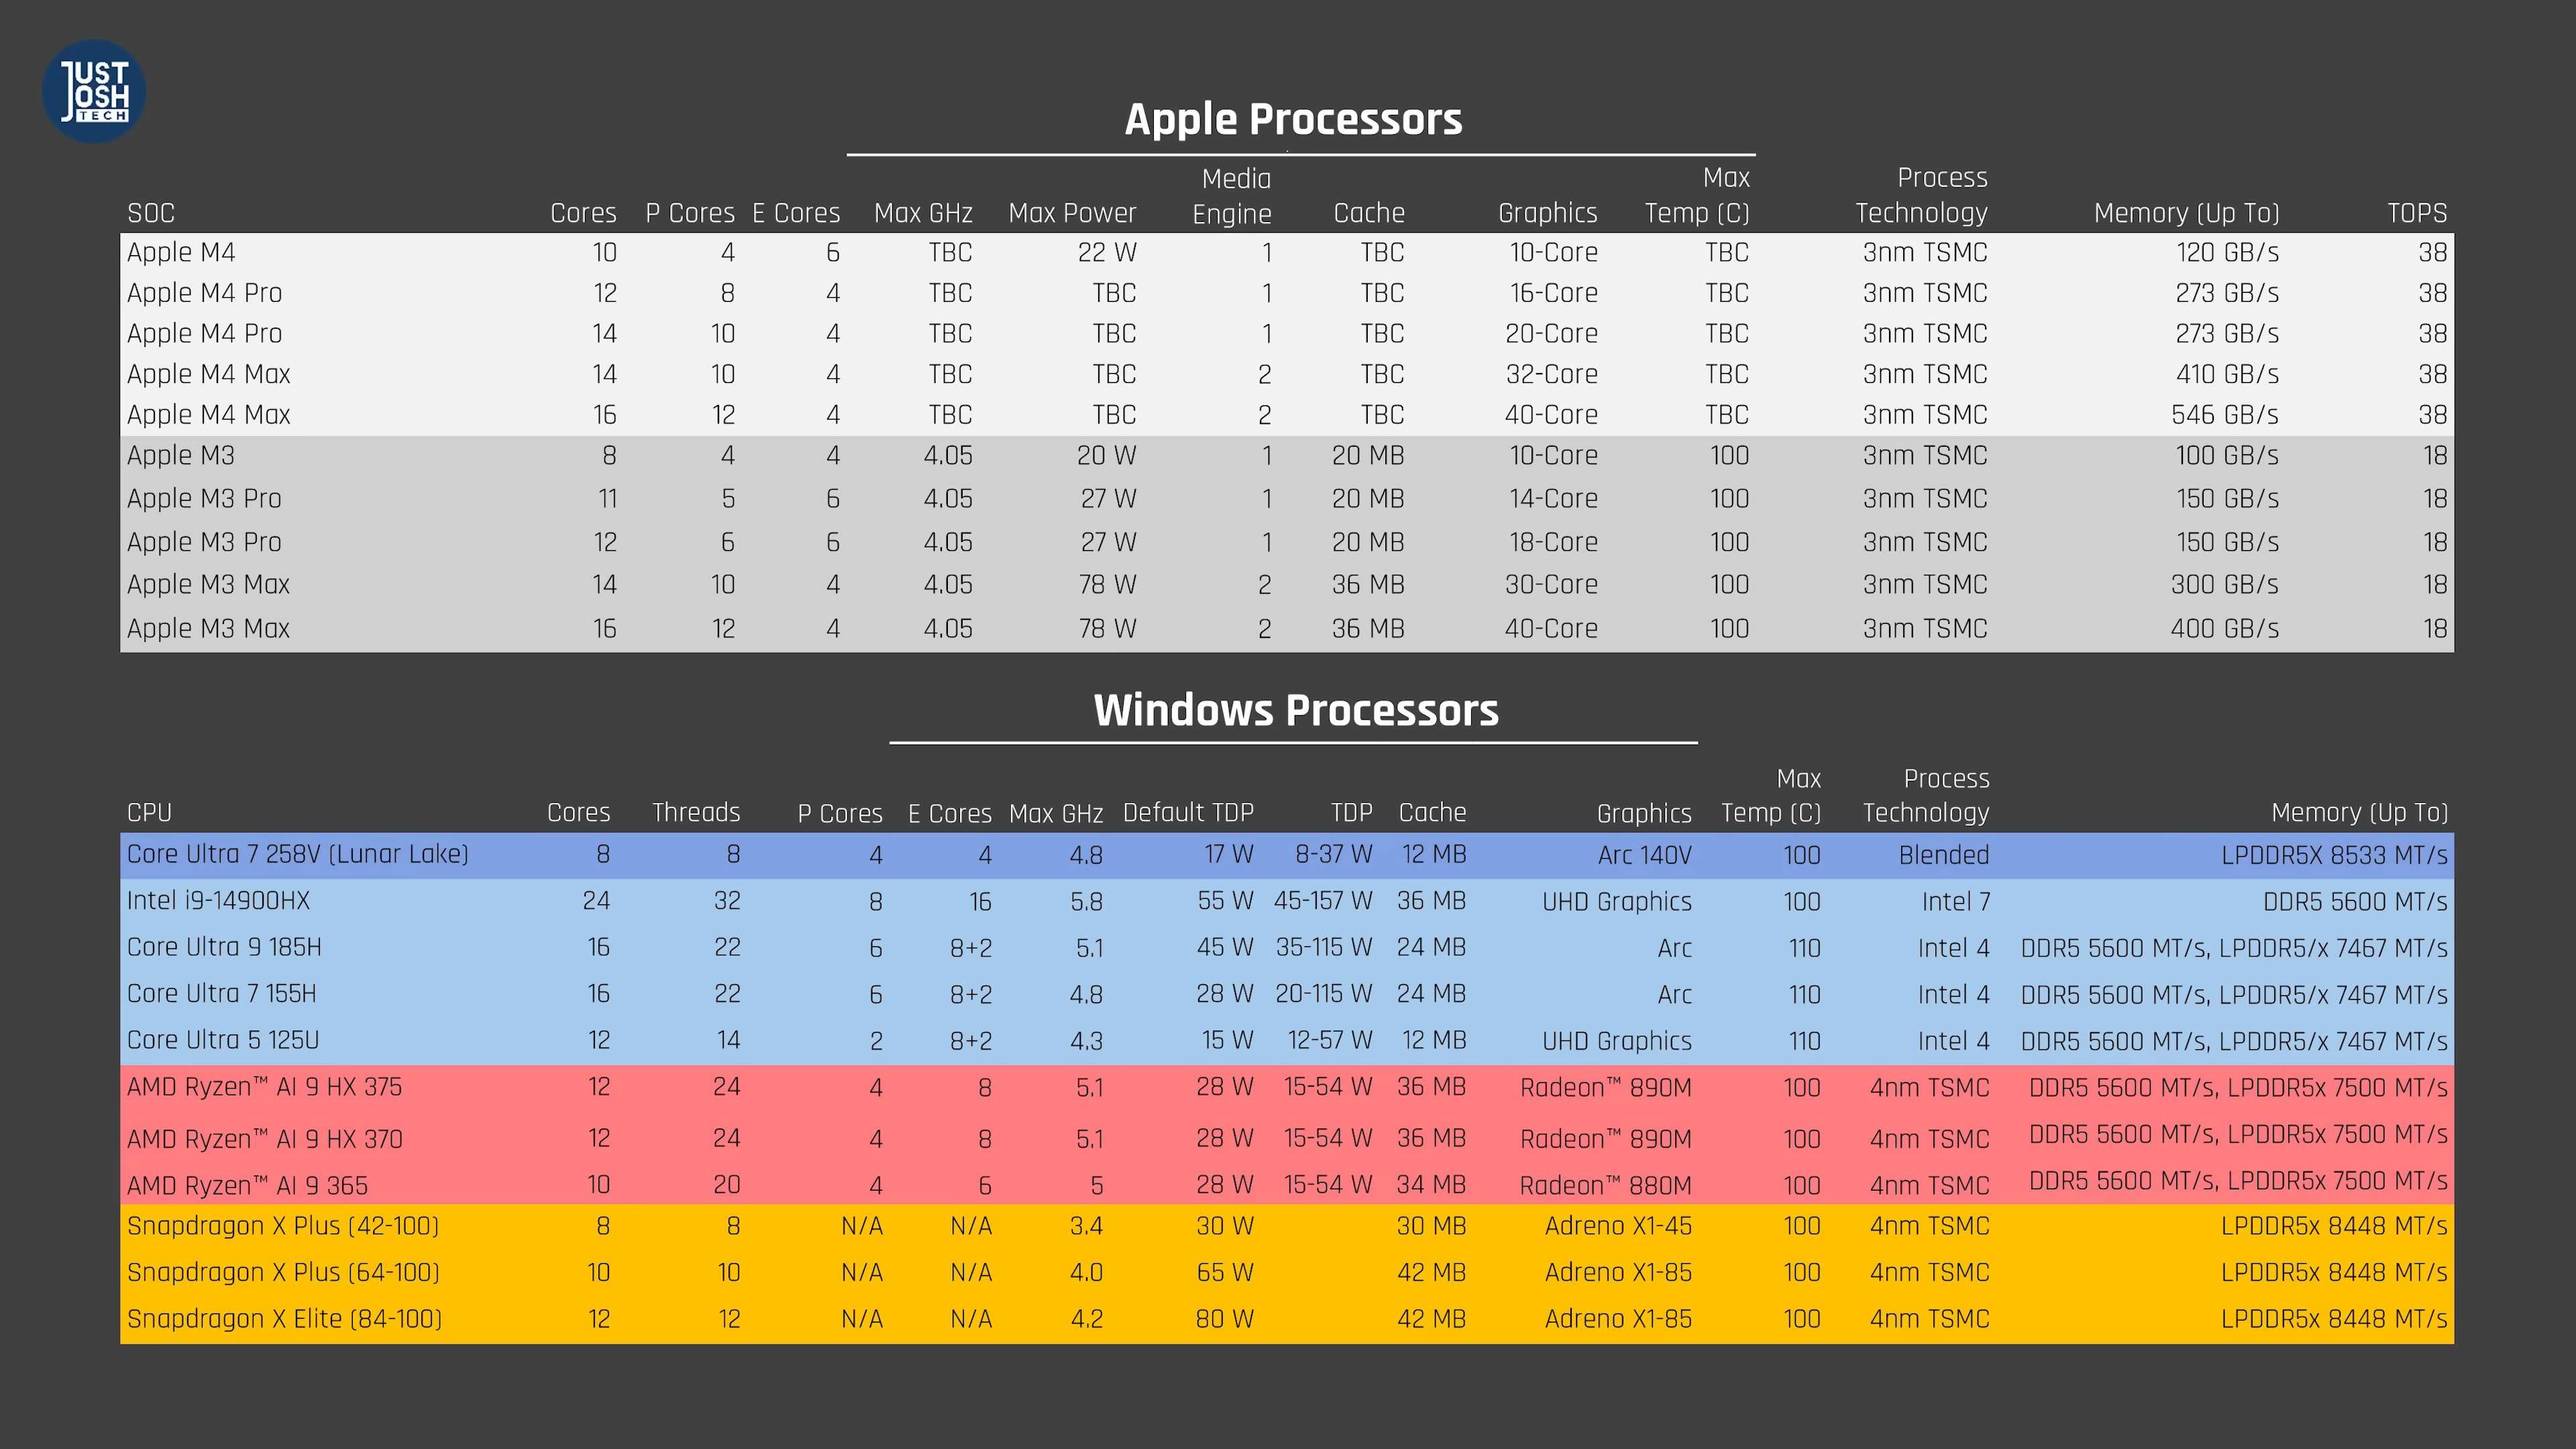 JUST
JOSH
TECH
Apple Processors
SOC Cores P Cores E Cores Max GHz Max Power Media Engine Cache Graphics Max Temp (C) Process Technology Memory (Up To) TOPS
Apple M4 10 4 6 TBC 22 W 1 TBC 10-Core TBC 3nm TSMC 120 GB/s 38
Apple M4 Pro 12 8 4 TBC TBC 1 TBC 16-Core TBC 3nm TSMC 273 GB/s 38
Apple M4 Pro 14 10 4 TBC TBC 1 TBC 20-Core TBC 3nm TSMC 273 GB/s 38
Apple M4 Max 14 10 4 TBC TBC 2 TBC 32-Core TBC 3nm TSMC 410 GB/s 38
Apple M4 Max 16 12 4 TBC TBC 2 TBC 40-Core TBC 3nm TSMC 546 GB/s 38
Apple M3 8 4 4 4.05 20 W 1 20 MB 10-Core 100 3nm TSMC 100 GB/s 18
Apple M3 Pro 11 5 6 4.05 27 W 1 20 MB 14-Core 100 3nm TSMC 150 GB/s 18
Apple M3 Pro 12 6 6 4.05 27 W 1 20 MB 18-Core 100 3nm TSMC 150 GB/s 18
Apple M3 Max 14 10 4 4.05 78 W 2 36 MB 30-Core 100 3nm TSMC 300 GB/s 18
Apple M3 Max 16 12 4 4.05 78 W 2 36 MB 40-Core 100 3nm TSMC 400 GB/s 18
Windows Processors
CPU Cores Threads P Cores E Cores Max GHz Default TDP TDP Cache Graphics Max Temp (C) Process Technology Memory (Up To)
Core Ultra 7 258V (Lunar Lake) 8 8 4 4 4.8 17 W 8-37 W 12 MB Arc 140V 100 Blended LPDDR5X 8533 MT/s
Intel i9-14900HX 24 32 8 16 5.8 55 W 45-157 W 36 MB UHD Graphics 100 Intel 7 DDR5 5600 MT/s
Core Ultra 9 185H 16 22 6 8+2 5.1 45 W 35-115 W 24 MB Arc 110 Intel 4 DDR5 5600 MT/s, LPDDR5/x 7467 MT/s
Core Ultra 7 155H 16 22 6 8+2 4.8 28 W 20-115 W 24 MB Arc 110 Intel 4 DDR5 5600 MT/s, LPDDR5/x 7467 MT/s
Core Ultra 5 125U 12 14 2 8+2 4.3 15 W 12-57 W 12 MB UHD Graphics 110 Intel 4 DDR5 5600 MT/s, LPDDR5/x 7467 MT/s
AMD Ryzen™ AI 9 HX 375 12 24 4 8 5.1 28 W 15-54 W 36 MB Radeon™ 890M 100 4nm TSMC DDR5 5600 MT/s, LPDDR5x 7500 MT/s
AMD Ryzen™ AI 9 HX 370 12 24 4 8 5.1 28 W 15-54 W 36 MB Radeon™ 890M 100 4nm TSMC DDR5 5600 MT/s, LPDDR5x 7500 MT/s
AMD Ryzen™ AI 9 365 10 20 4 6 5 28 W 15-54 W 34 MB Radeon™ 880M 100 4nm TSMC DDR5 5600 MT/s, LPDDR5x 7500 MT/s
Snapdragon X Plus (42-100) 8 8 N/A N/A 3.4 30 W 30 MB Adreno X1-45 100 4nm TSMC LPDDR5x 8448 MT/s
Snapdragon X Plus (64-100) 10 10 N/A N/A 4.0 65 W 42 MB Adreno X1-85 100 4nm TSMC LPDDR5x 8448 MT/s
Snapdragon X Elite (84-100) 12 12 N/A N/A 4.2 80 W 42 MB Adreno X1-85 100 4nm TSMC LPDDR5x 8448 MT/s